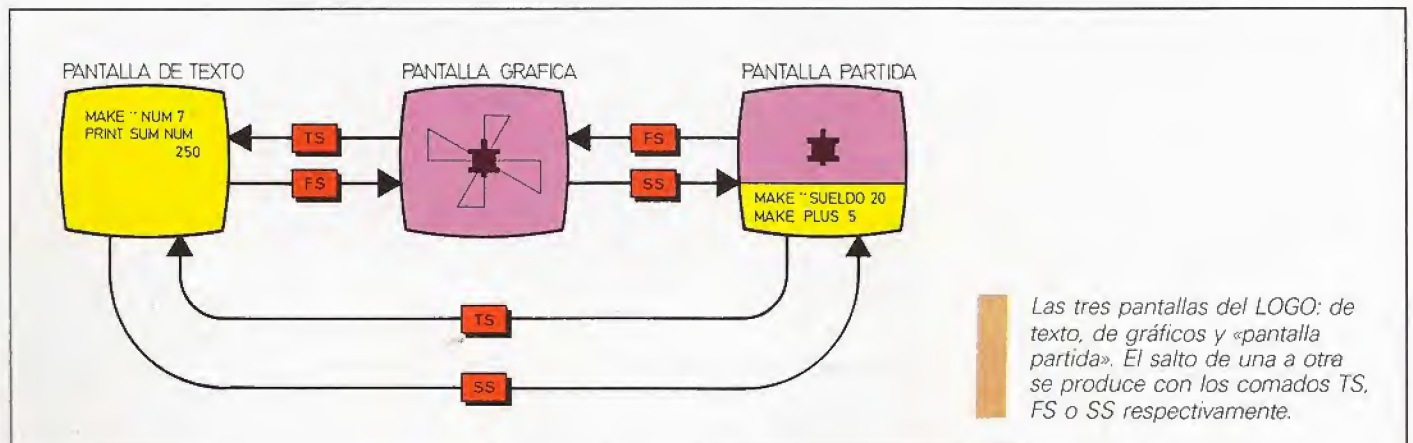 PANTALLA DE TEXTO
PANTALLA GRAFICA
PANTALLA PARTIDA
MAKE " NUM 7
PRINT SUM NUM
250
TS
FS
FS
SS
MAKE " SUELDO 20
MAKE PLUS 5
TS
SS
Las tres pantallas del LOGO: de
texto, de gráficos y «pantalla
partida». El salto de una a otra
se produce con los comados TS,
FS o SS respectivamente.